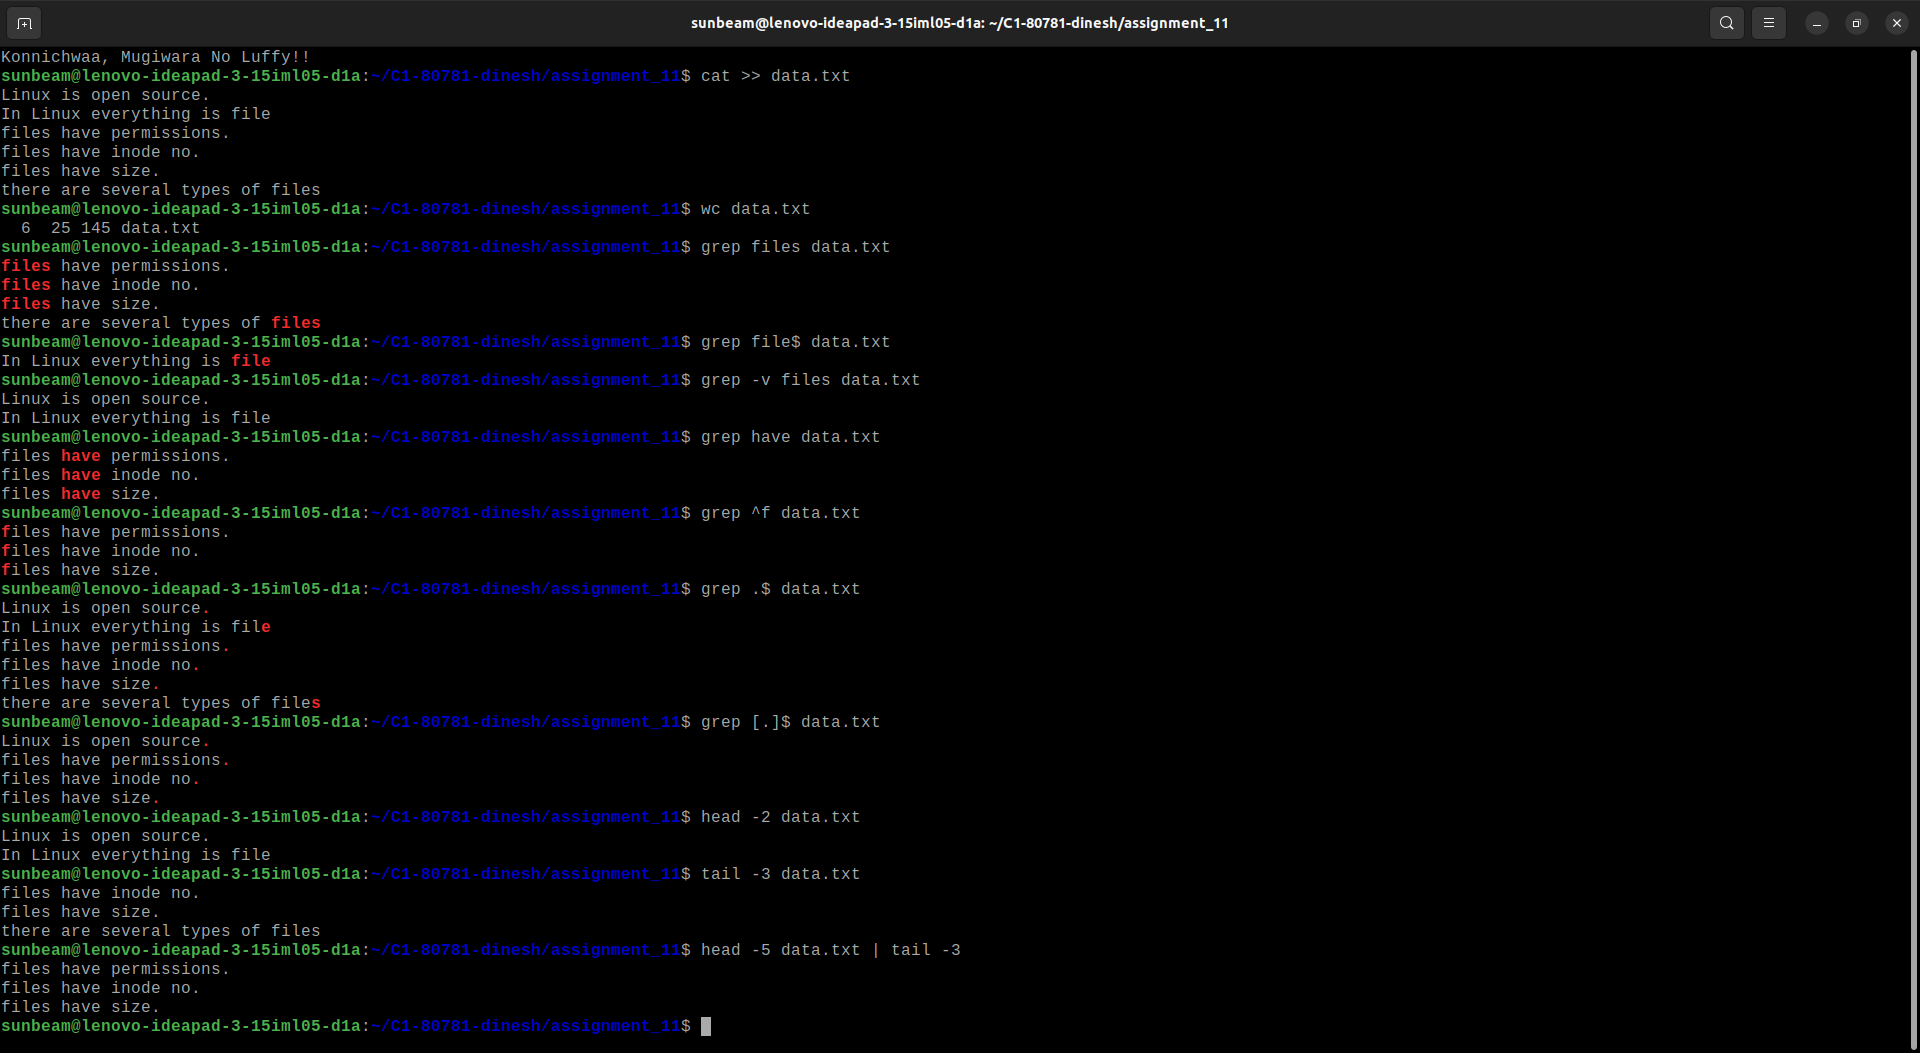 sunbeam@lenovo-ideapad-3-15iml05-d1a: ~/C1-80781-dinesh/assignment_11
Konnichwaa, Mugiwara No Luffy!!
sunbeam@lenovo-ideapad-3-15iml05-d1a:~/C1-80781-dinesh/assignment_11$ cat >> data.txt
Linux is open source.
In Linux everything is file
files have permissions.
files have inode no.
files have size.
there are several types of files
sunbeam@lenovo-ideapad-3-15iml05-d1a:~/C1-80781-dinesh/assignment_11$ wc data.txt
  6  25 145 data.txt
sunbeam@lenovo-ideapad-3-15iml05-d1a:~/C1-80781-dinesh/assignment_11$ grep files data.txt
files have permissions.
files have inode no.
files have size.
there are several types of files
sunbeam@lenovo-ideapad-3-15iml05-d1a:~/C1-80781-dinesh/assignment_11$ grep file$ data.txt
In Linux everything is file
sunbeam@lenovo-ideapad-3-15iml05-d1a:~/C1-80781-dinesh/assignment_11$ grep -v files data.txt
Linux is open source.
In Linux everything is file
sunbeam@lenovo-ideapad-3-15iml05-d1a:~/C1-80781-dinesh/assignment_11$ grep have data.txt
files have permissions.
files have inode no.
files have size.
sunbeam@lenovo-ideapad-3-15iml05-d1a:~/C1-80781-dinesh/assignment_11$ grep ^f data.txt
files have permissions.
files have inode no.
files have size.
sunbeam@lenovo-ideapad-3-15iml05-d1a:~/C1-80781-dinesh/assignment_11$ grep .$ data.txt
Linux is open source.
In Linux everything is file
files have permissions.
files have inode no.
files have size.
there are several types of files
sunbeam@lenovo-ideapad-3-15iml05-d1a:~/C1-80781-dinesh/assignment_11$ grep [.]$ data.txt
Linux is open source.
files have permissions.
files have inode no.
files have size.
sunbeam@lenovo-ideapad-3-15iml05-d1a:~/C1-80781-dinesh/assignment_11$ head -2 data.txt
Linux is open source.
In Linux everything is file
sunbeam@lenovo-ideapad-3-15iml05-d1a:~/C1-80781-dinesh/assignment_11$ tail -3 data.txt
files have inode no.
files have size.
there are several types of files
sunbeam@lenovo-ideapad-3-15iml05-d1a:~/C1-80781-dinesh/assignment_11$ head -5 data.txt | tail -3
files have permissions.
files have inode no.
files have size.
sunbeam@lenovo-ideapad-3-15iml05-d1a:~/C1-80781-dinesh/assignment_11$